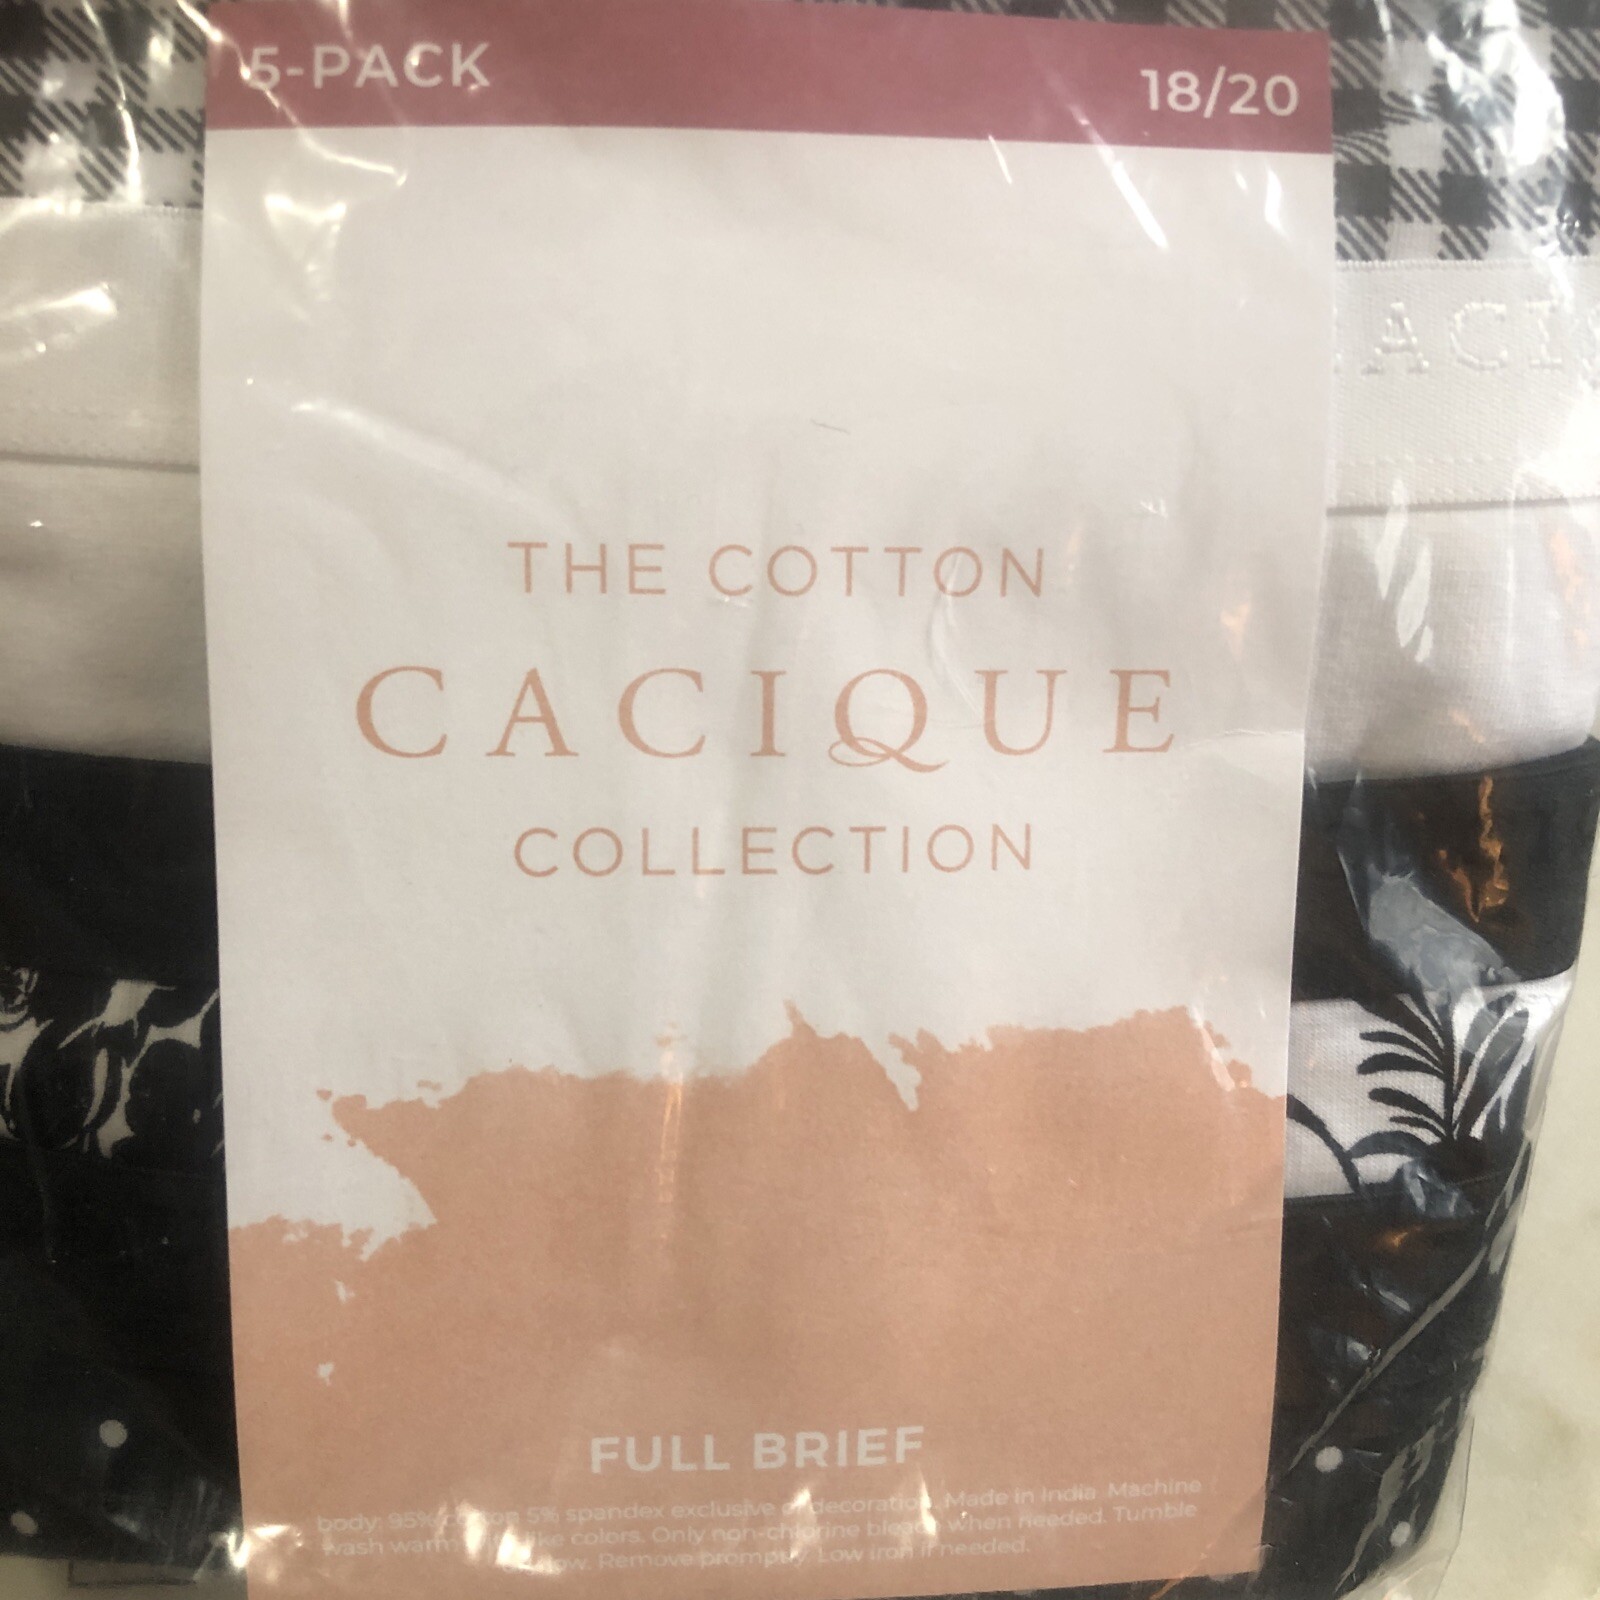 5-PACK
18/20
ACI
THE COTTON
CACIQUE
COLLECTION
FULL BRIEF
body: 95% cotton 5% spandex exclusive of decoration. Made in India Machine
wash warm like colors. Only non-chlorine bleach when needed. Tumble
low. Remove promptly. Low iron if needed.